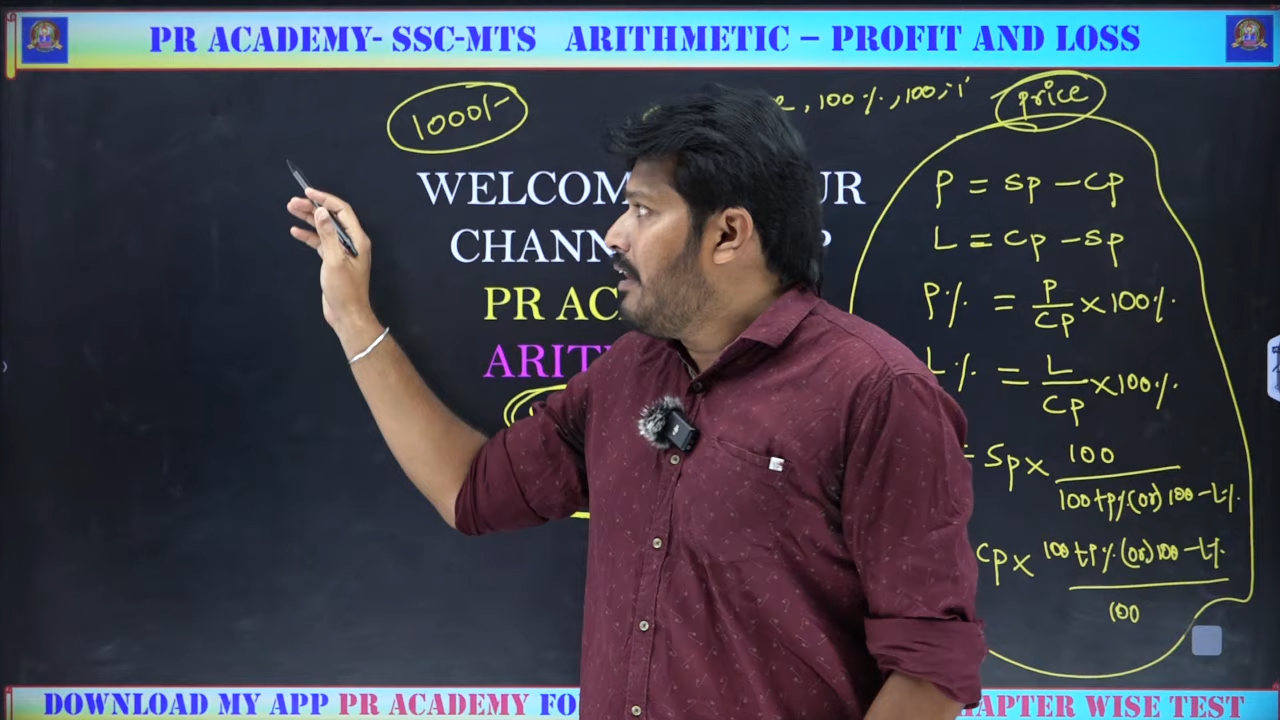 PR ACADEMY- SSC-MTS ARITHMETIC – PROFIT AND LOSS
1000/-
, 100%, 100,
price
WELCOM UR
CHANN P
PR AC
ARIT
P = SP - CP
L = CP - SP
P% = P/CP × 100%
L% = L/CP × 100%
= SP × 100/100+P% (or) 100-L%
CP × 100+P% (or) 100-L%/100
DOWNLOAD MY APP PR ACADEMY FO HAPTER WISE TEST